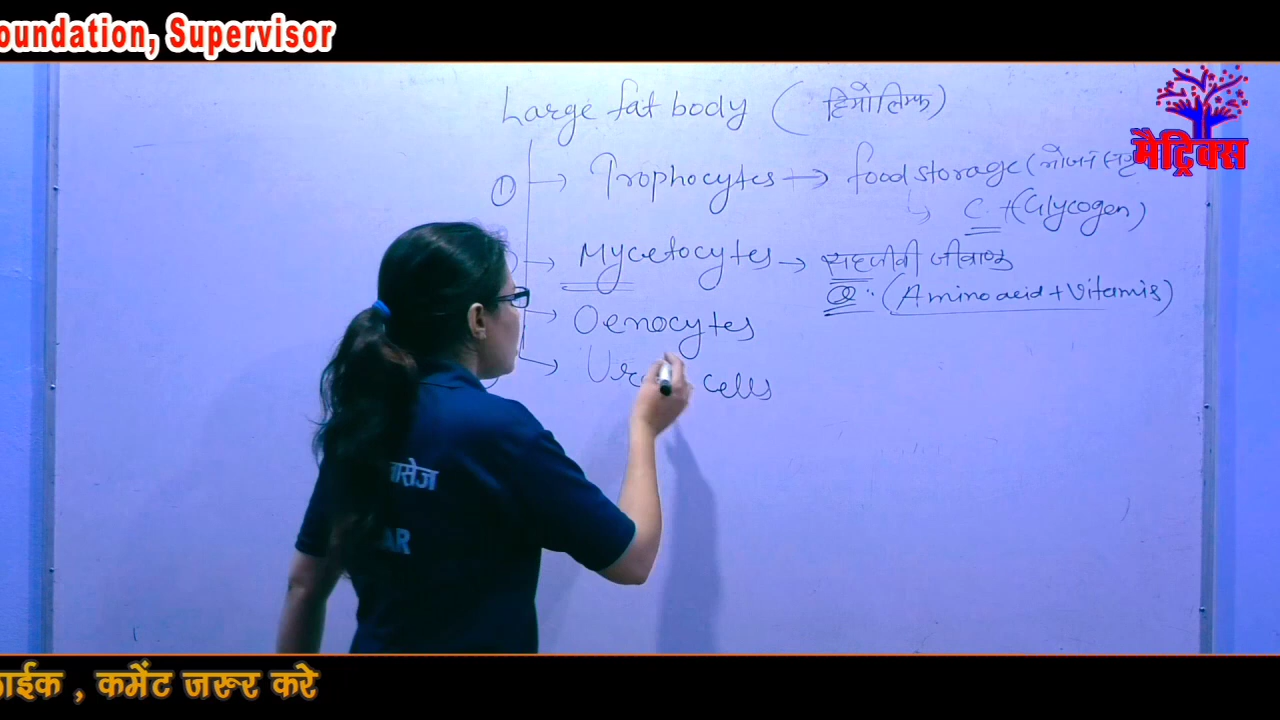 oundation, Supervisor
मैट्रिक्स
Large fat body (हिमोलिम्फ)
① → Trophocytes → food storage (भोजन
C. + (Glycogen)
→ Mycetocytes → सहजीवी जीवाणु
Q: (Amino acid + Vitamis)
→ Oenocytes
→ cells
AR
लाईक , कमेंट जरूर करे